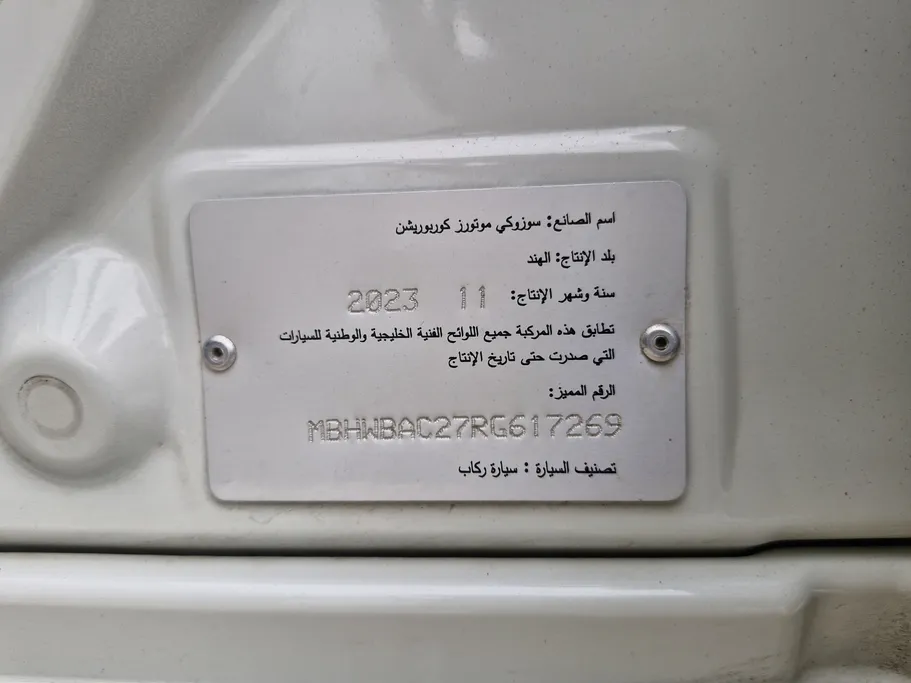 اسم الصانع: سوزوكي موتورز كوربوريشن
بلد الإنتاج: الهند
سنة وشهر الإنتاج: 11 2023
تطابق هذه المركبة جميع اللوائح الفنية الخليجية والوطنية للسيارات
التي صدرت حتى تاريخ الإنتاج
الرقم المميز:
MBHWBAC27RG617269
تصنيف السيارة : سيارة ركاب